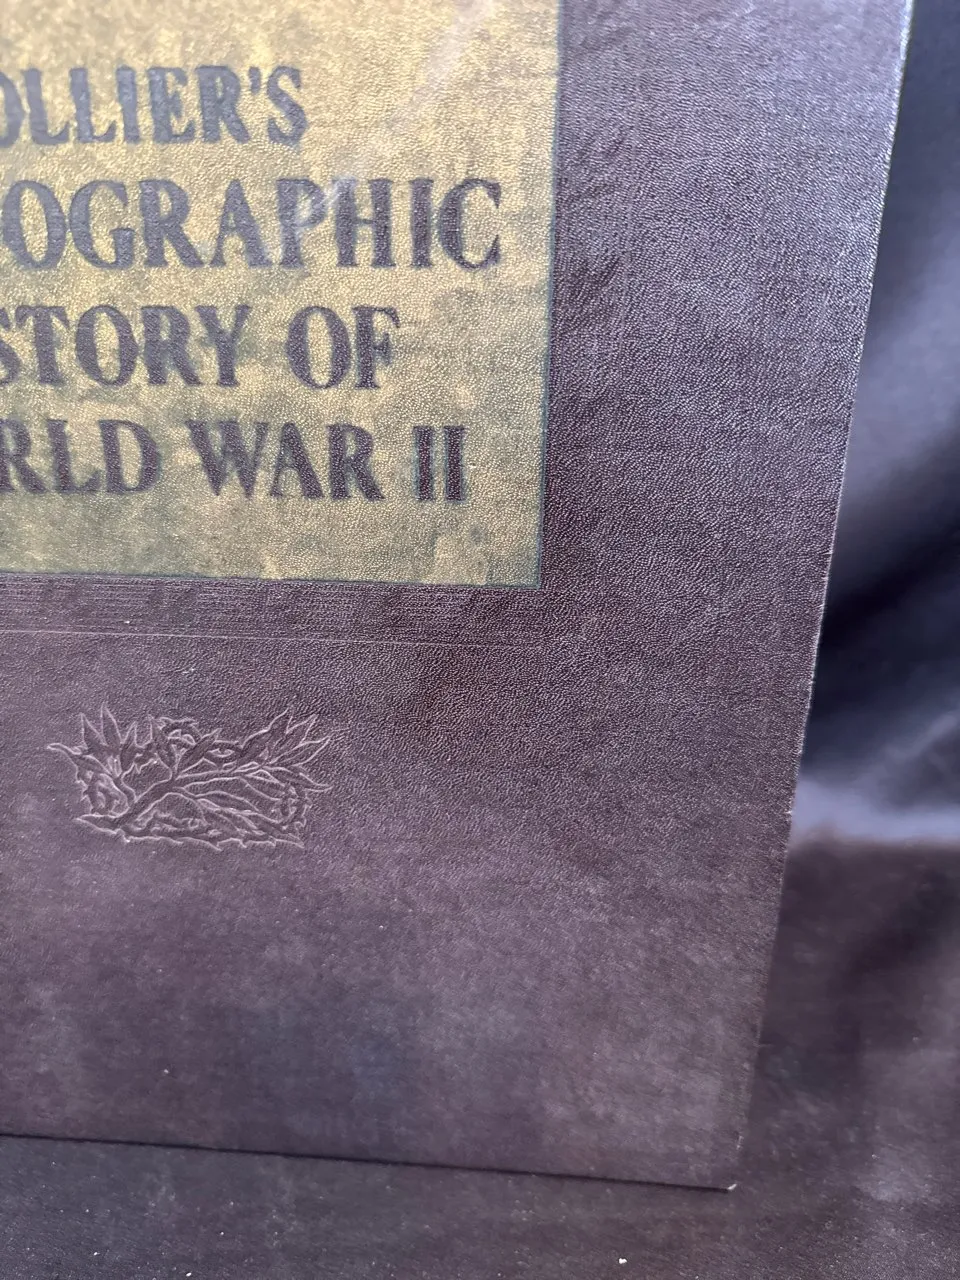 OLLIER'S
OGRAPHIC
STORY OF
RLD WAR II